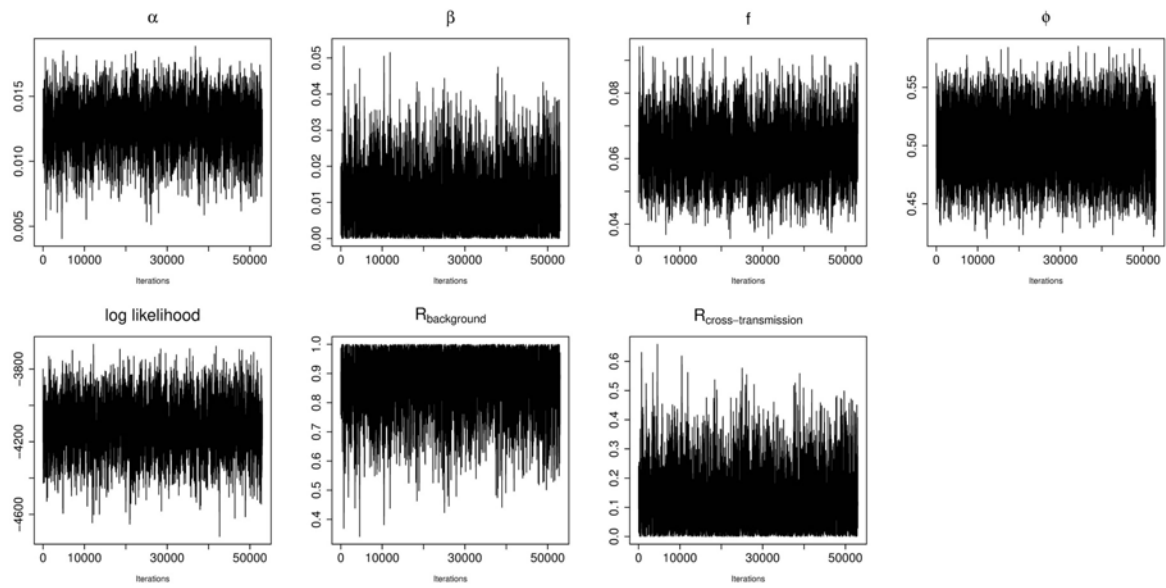 α
0.015
0.010
0.005
0 10000 30000 50000
Iterations
β
0.05
0.04
0.03
0.02
0.01
0.00
0 10000 30000 50000
Iterations
f
0.08
0.06
0.04
0 10000 30000 50000
Iterations
ϕ
0.55
0.50
0.45
0 10000 30000 50000
Iterations
log likelihood
−3800
−4200
−4600
0 10000 30000 50000
Iterations
Rbackground
1.0
0.9
0.8
0.7
0.6
0.5
0.4
0 10000 30000 50000
Iterations
Rcross−transmission
0.6
0.5
0.4
0.3
0.2
0.1
0.0
0 10000 30000 50000
Iterations